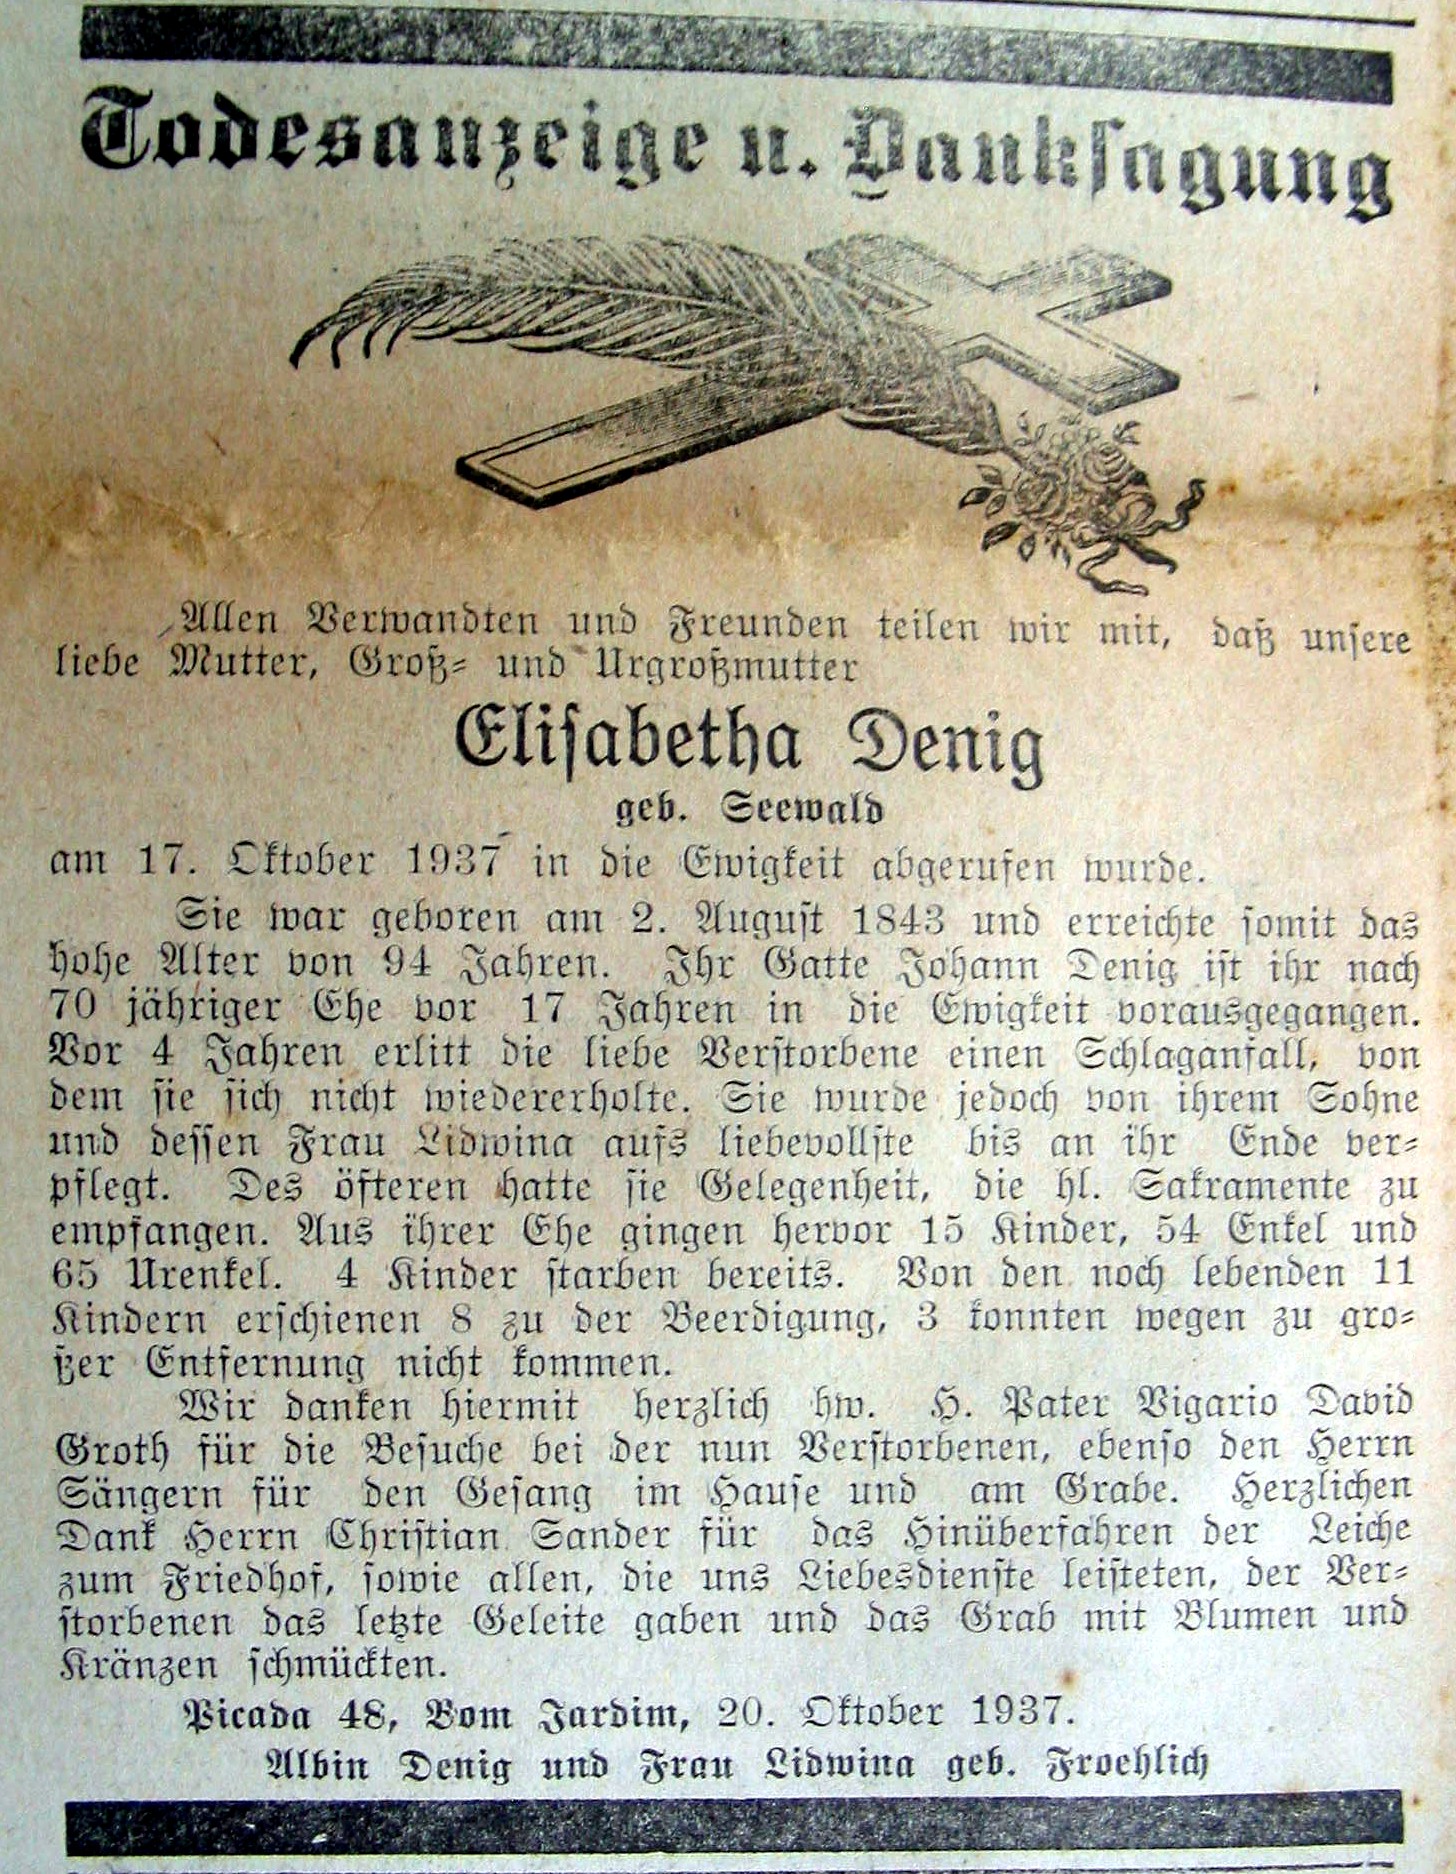 Todesanzeige u. Danksagung
Allen Verwandten und Freunden teilen wir mit, daß unsere
liebe Mutter, Groß- und Urgroßmutter
Elisabetha Denig
geb. Seewald
am 17. Oktober 1937 in die Ewigkeit abgerufen wurde.
Sie war geboren am 2. August 1843 und erreichte somit das
hohe Alter von 94 Jahren. Ihr Gatte Johann Denig ist ihr nach
70 jähriger Ehe vor 17 Jahren in die Ewigkeit vorausgegangen.
Vor 4 Jahren erlitt die liebe Verstorbene einen Schlaganfall, von
dem sie sich nicht wiedererholte. Sie wurde jedoch von ihrem Sohne
und dessen Frau Lidwina aufs liebevollste bis an ihr Ende ver-
pflegt. Des öfteren hatte sie Gelegenheit, die hl. Sakramente zu
empfangen. Aus ihrer Ehe gingen hervor 15 Kinder, 54 Enkel und
65 Urenkel. 4 Kinder starben bereits. Von den noch lebenden 11
Kindern erschienen 8 zu der Beerdigung, 3 konnten wegen zu gro-
ßer Entfernung nicht kommen.
Wir danken hiermit herzlich hw. H. Pater Vigario David
Groth für die Besuche bei der nun Verstorbenen, ebenso den Herrn
Sängern für den Gesang im Hause und am Grabe. Herzlichen
Dank Herrn Christian Sander für das Hinüberfahren der Leiche
zum Friedhof, sowie allen, die uns Liebesdienste leisteten, der Ver-
storbenen das letzte Geleite gaben und das Grab mit Blumen und
Kränzen schmückten.
Picada 48, Bom Jardim, 20. Oktober 1937.
Albin Denig und Frau Lidwina geb. Froehlich